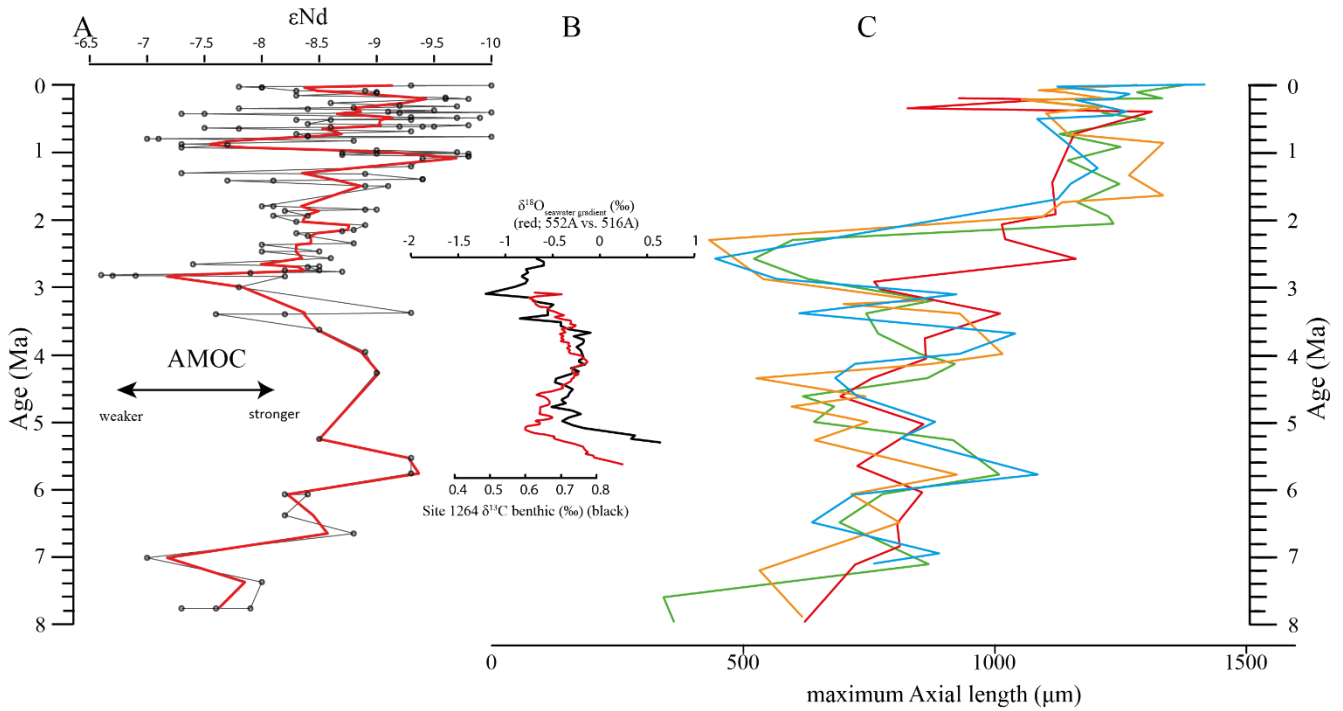 A
εNd
-6.5 -7 -7.5 -8 -8.5 -9 -9.5 -10
B
C
δ18Oseawater gradient (‰)
(red; 552A vs. 516A)
-2 -1 -0.5 0 0.5 1
0 1 2 3 4 5 6 7 8
Age (Ma)
AMOC
weaker stronger
0.4 0.5 0.6 0.7 0.8
Site 1264 δ13C benthic (‰) (black)
0 1 2 3 4 5 6 7 8
Age (Ma)
0 500 1000 1500
maximum Axial length (μm)